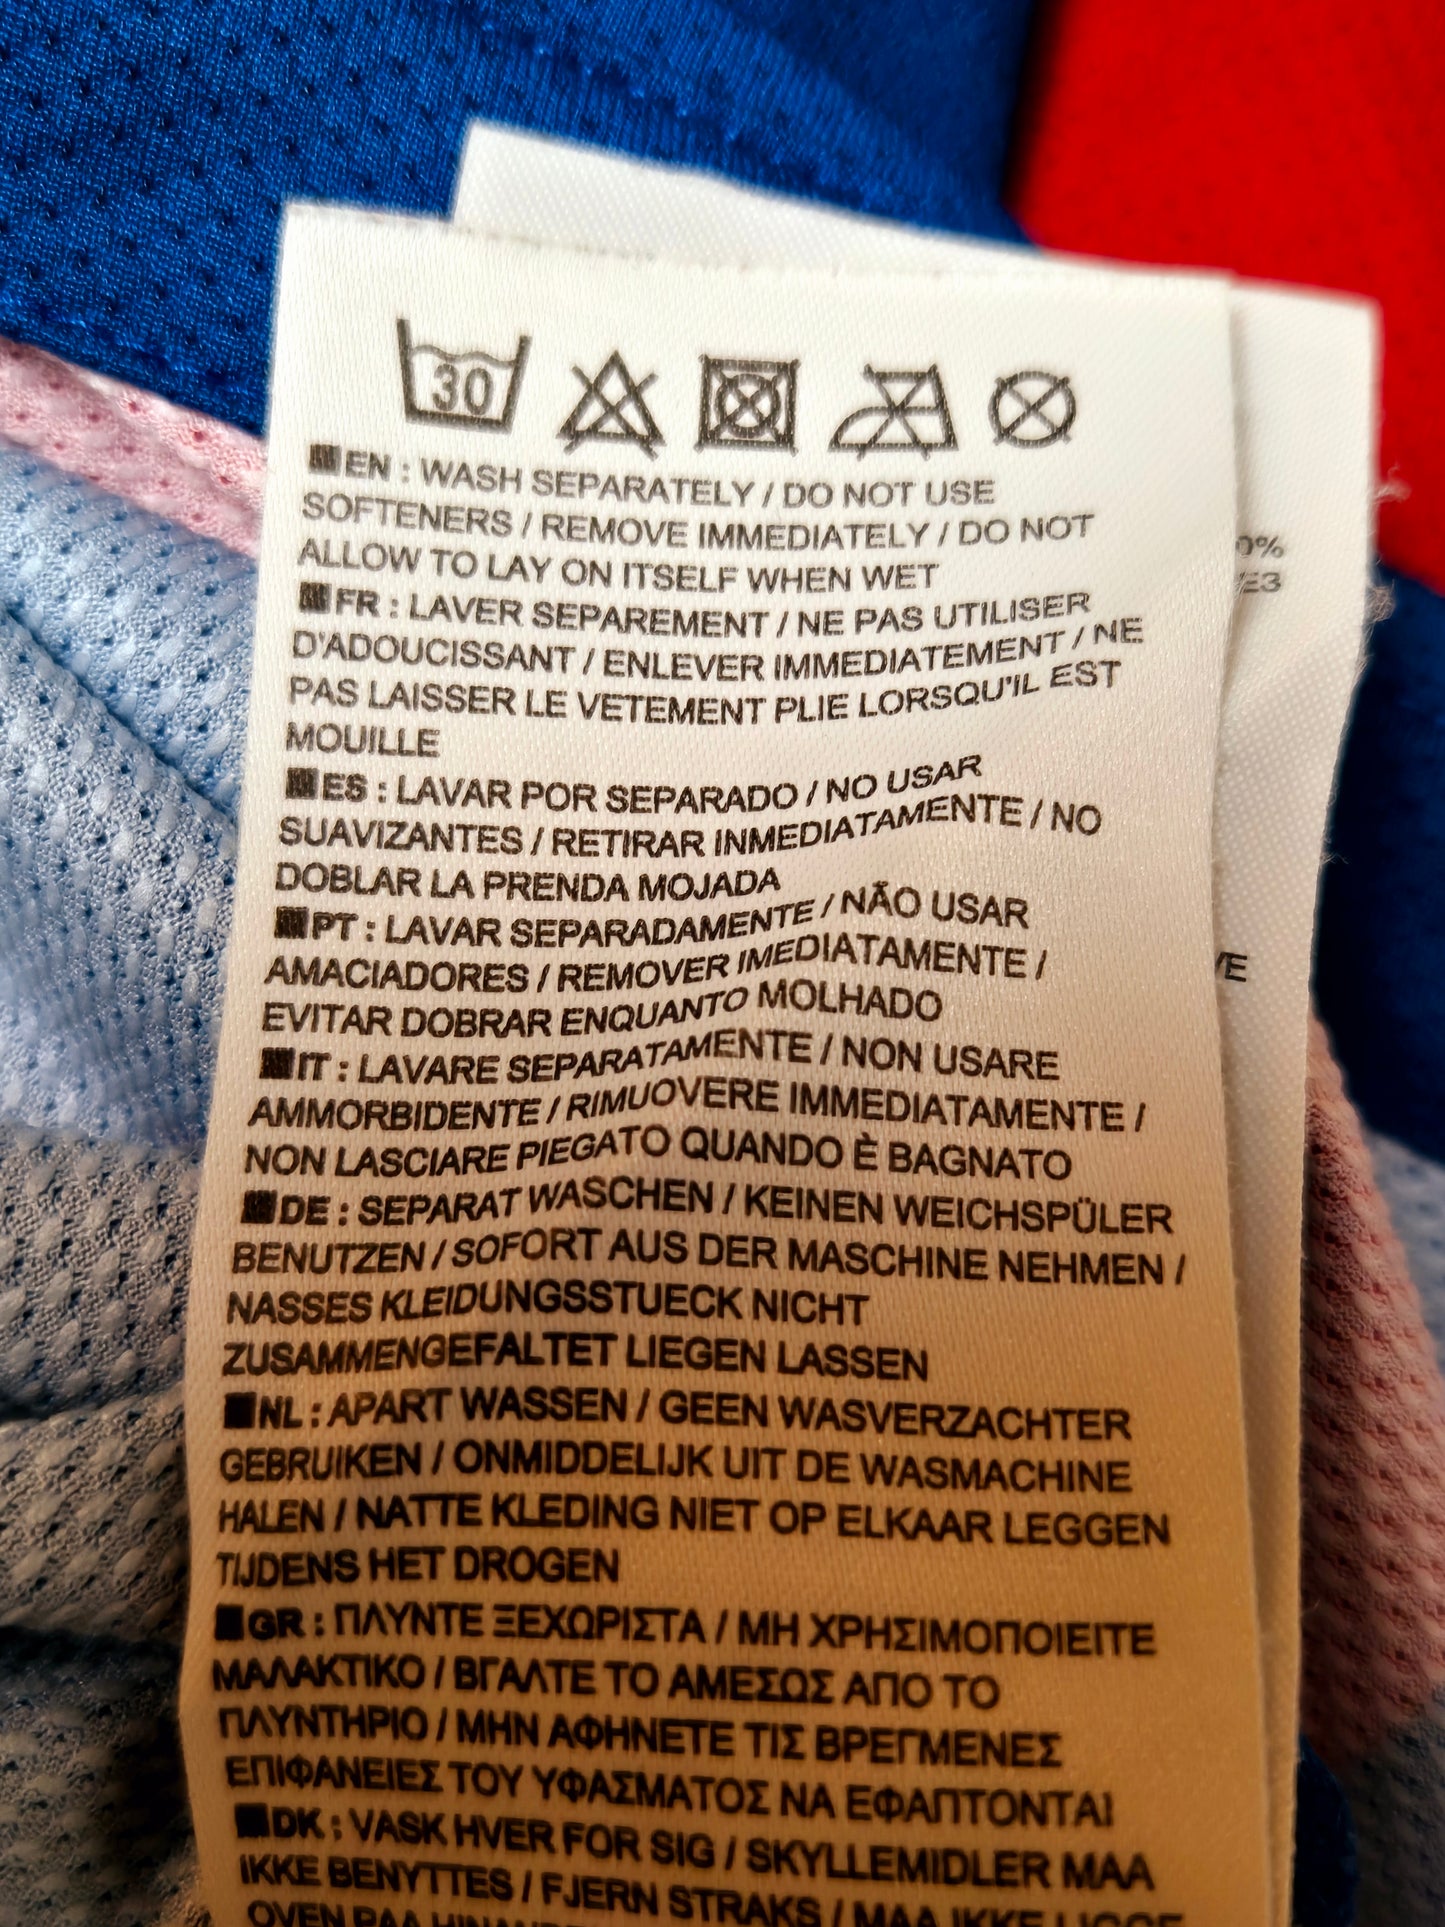 30
EN : WASH SEPARATELY / DO NOT USE
SOFTENERS / REMOVE IMMEDIATELY / DO NOT
ALLOW TO LAY ON ITSELF WHEN WET
FR : LAVER SEPAREMENT / NE PAS UTILISER
D'ADOUCISSANT / ENLEVER IMMEDIATEMENT / NE
PAS LAISSER LE VETEMENT PLIE LORSQU'IL EST
MOUILLE
ES : LAVAR POR SEPARADO / NO USAR
SUAVIZANTES / RETIRAR INMEDIATAMENTE / NO
DOBLAR LA PRENDA MOJADA
PT : LAVAR SEPARADAMENTE / NÃO USAR
AMACIADORES / REMOVER IMEDIATAMENTE /
EVITAR DOBRAR ENQUANTO MOLHADO
IT : LAVARE SEPARATAMENTE / NON USARE
AMMORBIDENTE / RIMUOVERE IMMEDIATAMENTE /
NON LASCIARE PIEGATO QUANDO È BAGNATO
DE : SEPARAT WASCHEN / KEINEN WEICHSPÜLER
BENUTZEN / SOFORT AUS DER MASCHINE NEHMEN /
NASSES KLEIDUNGSSTUECK NICHT
ZUSAMMENGEFALTET LIEGEN LASSEN
NL : APART WASSEN / GEEN WASVERZACHTER
GEBRUIKEN / ONMIDDELIJK UIT DE WASMACHINE
HALEN / NATTE KLEDING NIET OP ELKAAR LEGGEN
TIJDENS HET DROGEN
GR : ΠΛΥΝΤΕ ΞΕΧΩΡΙΣΤΑ / ΜΗ ΧΡΗΣΙΜΟΠΟΙΕΙΤΕ
ΜΑΛΑΚΤΙΚΟ / ΒΓΑΛΤΕ ΤΟ ΑΜΕΣΩΣ ΑΠΟ ΤΟ
ΠΛΥΝΤΗΡΙΟ / ΜΗΝ ΑΦΗΝΕΤΕ ΤΙΣ ΒΡΕΓΜΕΝΕΣ
ΕΠΙΦΑΝΕΙΕΣ ΤΟΥ ΥΦΑΣΜΑΤΟΣ ΝΑ ΕΦΑΠΤΟΝΤΑΙ
DK : VASK HVER FOR SIG / SKYLLEMIDLER MAA
IKKE BENYTTES / FJERN STRAKS / MAA IKKE LIGGE
OVEN PAA